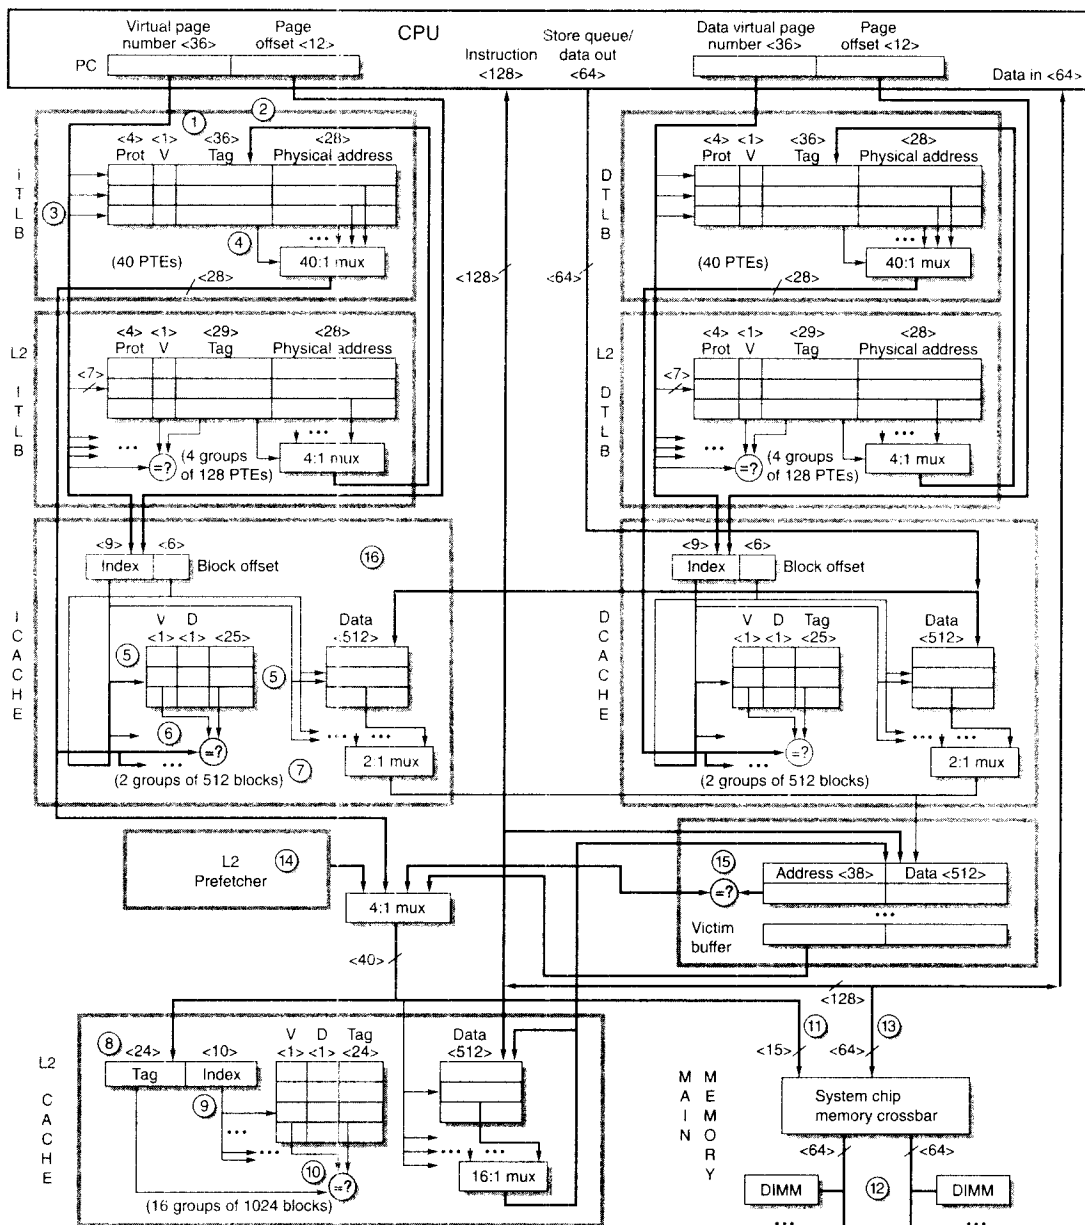 Virtual page number <36>
Page offset <12>
CPU
Instruction <128>
Store queue/ data out <64>
Data virtual page number <36>
Page offset <12>
Data in <64>
PC
1
2
<4> <1> <36> <28>
Prot V Tag Physical address
3
4
(40 PTEs)
40:1 mux
<28>
I T L B
<128>
<64>
<4> <1> <36> <28>
Prot V Tag Physical address
(40 PTEs)
40:1 mux
<28>
D T L B
L2 I T L B
<4> <1> <29> <28>
Prot V Tag Physical address
<7>
=?
(4 groups of 128 PTEs)
4:1 mux
L2 D T L B
<4> <1> <29> <28>
Prot V Tag Physical address
<7>
=?
(4 groups of 128 PTEs)
4:1 mux
I C A C H E
<9> <6>
Index
Block offset
16
V D
<1> <1> <25>
Data <512>
5
5
6
=?
7
(2 groups of 512 blocks)
2:1 mux
D C A C H E
<9> <6>
Index
Block offset
V D Tag
<1> <1> <25>
Data <512>
=?
(2 groups of 512 blocks)
2:1 mux
L2 Prefetcher
14
4:1 mux
<40>
15
=?
Address <38> Data <512>
Victim buffer
<128>
L2 C A C H E
8
<24> <10>
Tag Index
9
V D Tag
<1> <1> <24>
Data <512>
10
=?
(16 groups of 1024 blocks)
16:1 mux
M A I N M E M O R Y
11
13
<15> <64>
System chip memory crossbar
<64> <64>
12
DIMM
DIMM